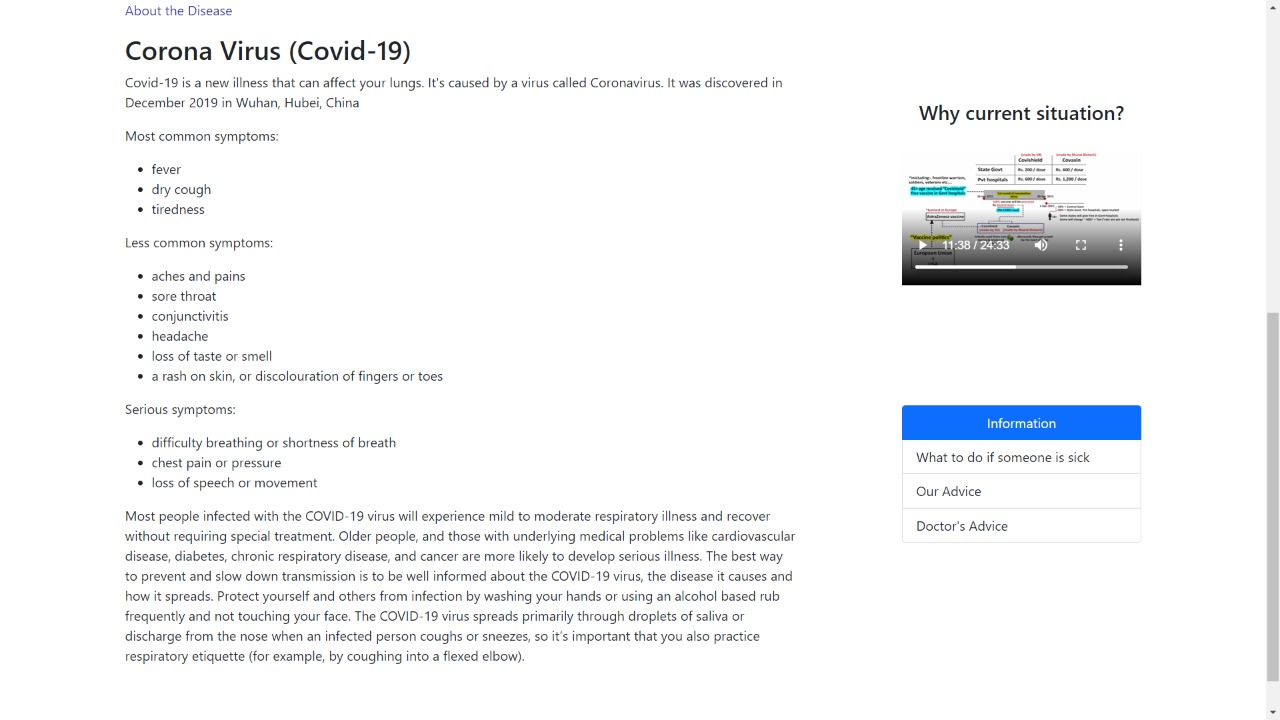 About the Disease
Corona Virus (Covid-19)
Covid-19 is a new illness that can affect your lungs. It's caused by a virus called Coronavirus. It was discovered in
December 2019 in Wuhan, Hubei, China
Most common symptoms:
fever
dry cough
tiredness
Less common symptoms:
aches and pains
sore throat
conjunctivitis
headache
loss of taste or smell
a rash on skin, or discolouration of fingers or toes
Serious symptoms:
difficulty breathing or shortness of breath
chest pain or pressure
loss of speech or movement
Most people infected with the COVID-19 virus will experience mild to moderate respiratory illness and recover
without requiring special treatment. Older people, and those with underlying medical problems like cardiovascular
disease, diabetes, chronic respiratory disease, and cancer are more likely to develop serious illness. The best way
to prevent and slow down transmission is to be well informed about the COVID-19 virus, the disease it causes and
how it spreads. Protect yourself and others from infection by washing your hands or using an alcohol based rub
frequently and not touching your face. The COVID-19 virus spreads primarily through droplets of saliva or
discharge from the nose when an infected person coughs or sneezes, so it's important that you also practice
respiratory etiquette (for example, by coughing into a flexed elbow).
Why current situation?
Covishield Covaxin
State Govt Rs. 200 / dose Rs. 600 / dose
Pvt hospitals Rs. 600 / dose Rs. 1,200 / dose
AstraZeneca vaccine
"Vaccine politics"
European Union
11:38 / 24:33
Information
What to do if someone is sick
Our Advice
Doctor's Advice